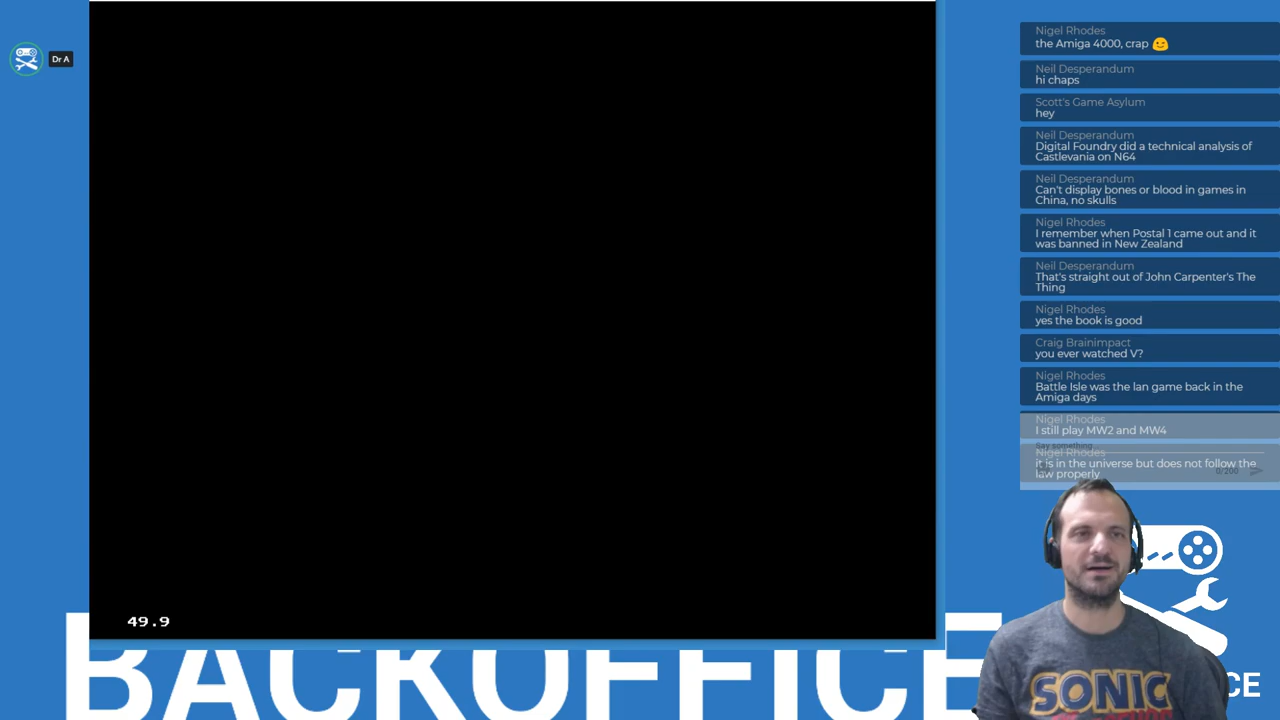 Dr A
Nigel Rhodes
the Amiga 4000, crap
Neil Desperandum
hi chaps
Scott's Game Asylum
hey
Neil Desperandum
Digital Foundry did a technical analysis of
Castlevania on N64
Neil Desperandum
Can't display bones or blood in games in
China, no skulls
Nigel Rhodes
I remember when Postal 1 came out and it
was banned in New Zealand
Neil Desperandum
That's straight out of John Carpenter's The
Thing
Nigel Rhodes
yes the book is good
Craig Brainimpact
you ever watched V?
Nigel Rhodes
Battle Isle was the lan game back in the
Amiga days
Nigel Rhodes
I still play MW2 and MW4
Say something...
Nigel Rhodes
it is in the universe but does not follow the
law properly
0/200
49.9
BACKOFFICE
CE
SONIC